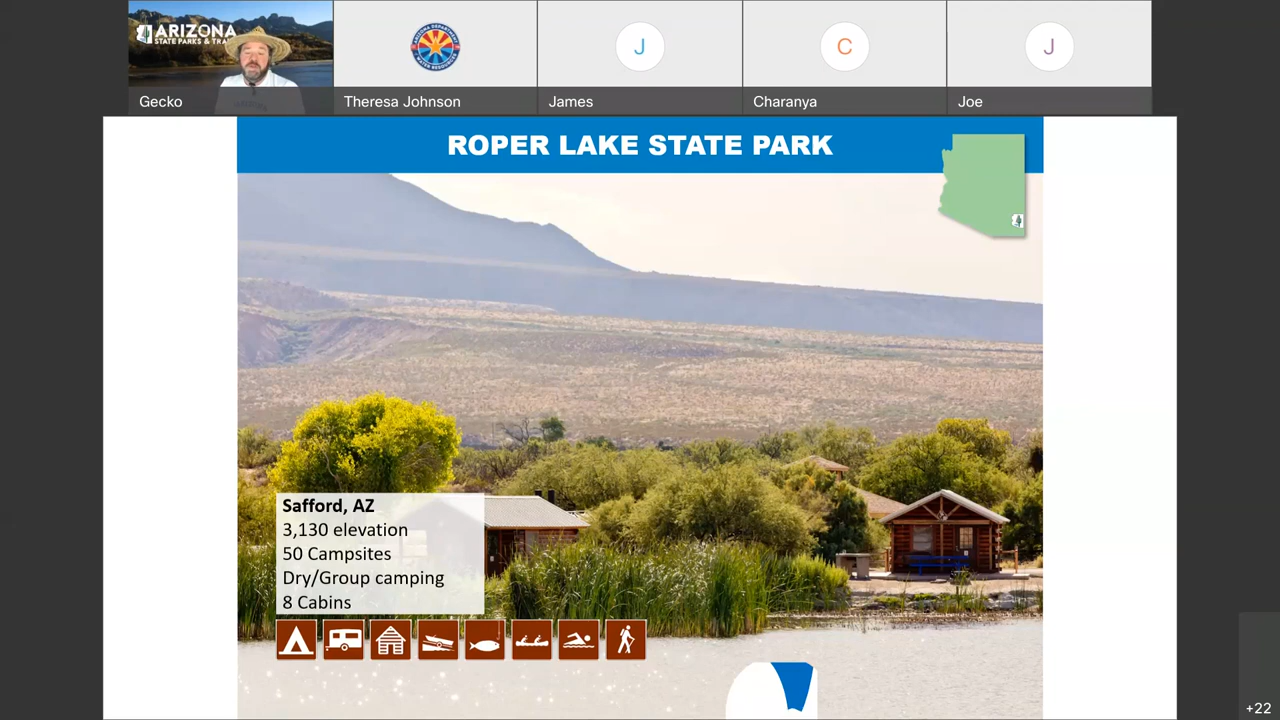 ARIZONA
STATE PARKS & TRA
Gecko
Theresa Johnson
J
James
C
Charanya
J
Joe
ROPER LAKE STATE PARK
Safford, AZ
3,130 elevation
50 Campsites
Dry/Group camping
8 Cabins
+22